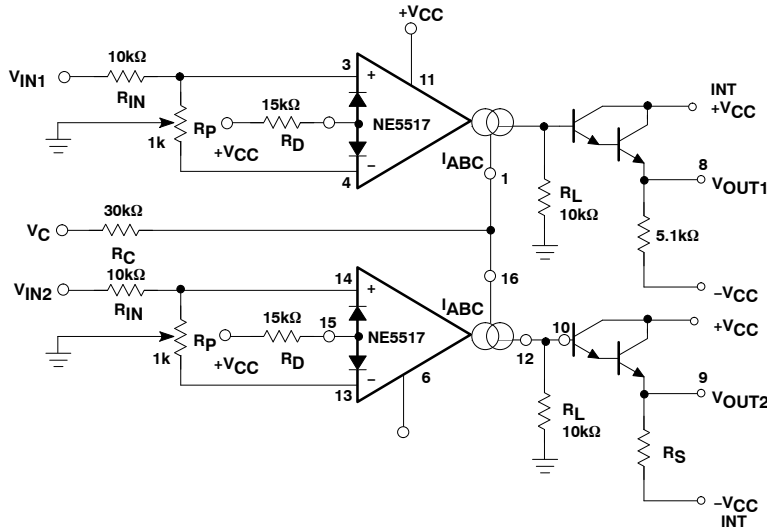 +VCC
10kΩ
VIN1
RIN
3
+
11
INT
+VCC
15kΩ
RP
1k
+VCC
RD
NE5517
−
4
IABC
1
RL
10kΩ
8
VOUT1
5.1kΩ
−VCC
30kΩ
VC
RC
10kΩ
VIN2
RIN
14
+
16
IABC
15kΩ
15
RP
1k
+VCC
RD
NE5517
−
13
6
12
10
+VCC
RL
10kΩ
9
VOUT2
RS
−VCC
INT